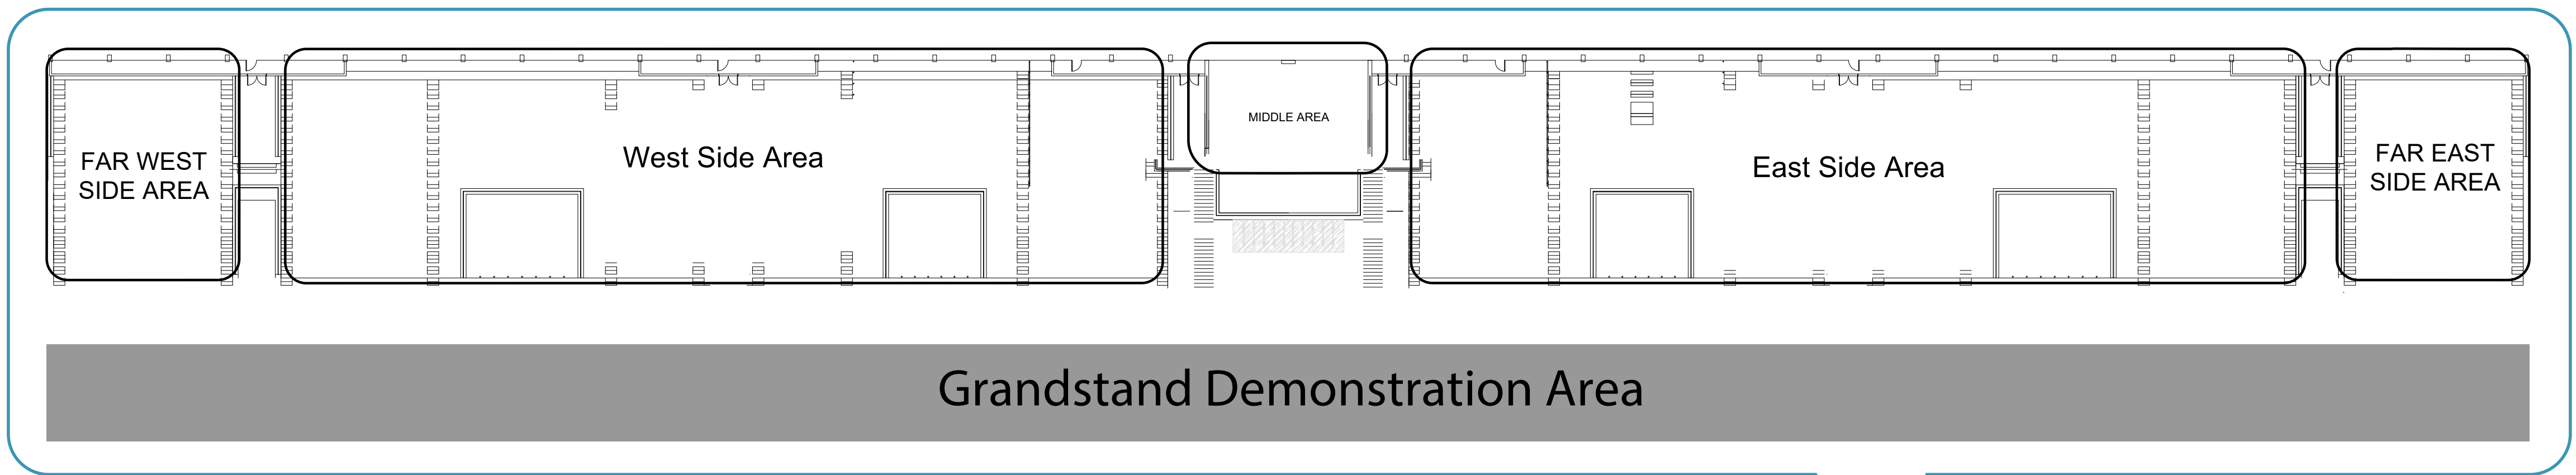 MIDDLE AREA
FAR WEST
SIDE AREA
West Side Area
East Side Area
FAR EAST
SIDE AREA
Grandstand Demonstration Area